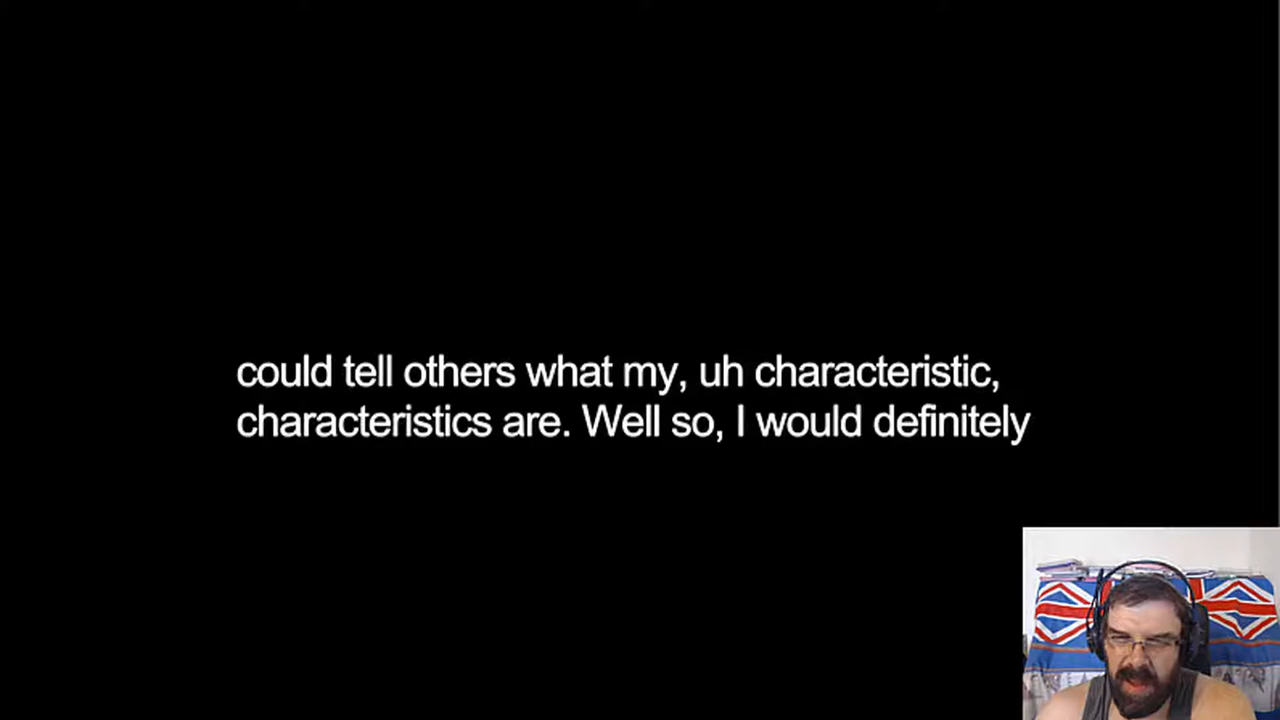 could tell others what my, uh characteristic,
characteristics are. Well so, I would definitely